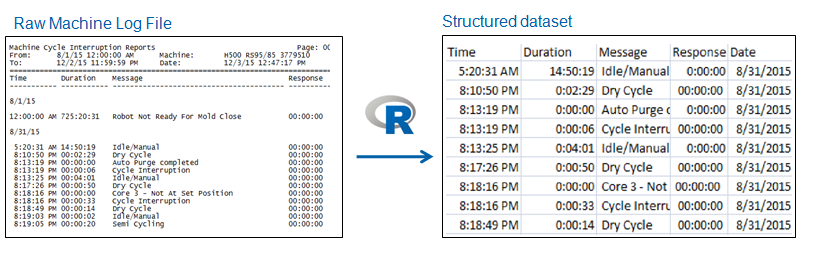 Raw Machine Log File
Machine Cycle Interruption Reports Page: 00
From: 8/1/15 12:00:00 AM Machine: H500 RS95/85 3779510
To: 12/2/15 11:59:59 PM Date: 12/3/15 12:47:17 PM
Time Duration Message Response
8/1/15
12:00:00 AM 725:20:31 Robot Not Ready For Mold Close 00:00:00
8/31/15
5:20:31 AM 14:50:19 Idle/Manual 00:00:00
8:10:50 PM 00:02:29 Dry Cycle 00:00:00
8:13:19 PM 00:00:00 Auto Purge completed 00:00:00
8:13:19 PM 00:00:06 Cycle Interruption 00:00:00
8:13:25 PM 00:04:01 Idle/Manual 00:00:00
8:17:26 PM 00:00:50 Dry Cycle 00:00:00
8:18:16 PM 00:00:00 Core 3 - Not At Set Position 00:00:00
8:18:16 PM 00:00:33 Cycle Interruption 00:00:00
8:18:49 PM 00:00:14 Dry Cycle 00:00:00
8:19:03 PM 00:00:02 Idle/Manual 00:00:00
8:19:05 PM 00:00:20 Semi Cycling 00:00:00
R
Structured dataset
Time Duration Message Response Date
5:20:31 AM 14:50:19 Idle/Manual 0:00:00 8/31/2015
8:10:50 PM 0:02:29 Dry Cycle 00:00:00 8/31/2015
8:13:19 PM 0:00:00 Auto Purge c 0:00:00 8/31/2015
8:13:19 PM 0:00:06 Cycle Interru 00:00:00 8/31/2015
8:13:25 PM 0:04:01 Idle/Manual 0:00:00 8/31/2015
8:17:26 PM 0:00:50 Dry Cycle 00:00:00 8/31/2015
8:18:16 PM 0:00:00 Core 3 - Not 00:00:00 8/31/2015
8:18:16 PM 0:00:33 Cycle Interru 00:00:00 8/31/2015
8:18:49 PM 0:00:14 Dry Cycle 00:00:00 8/31/2015